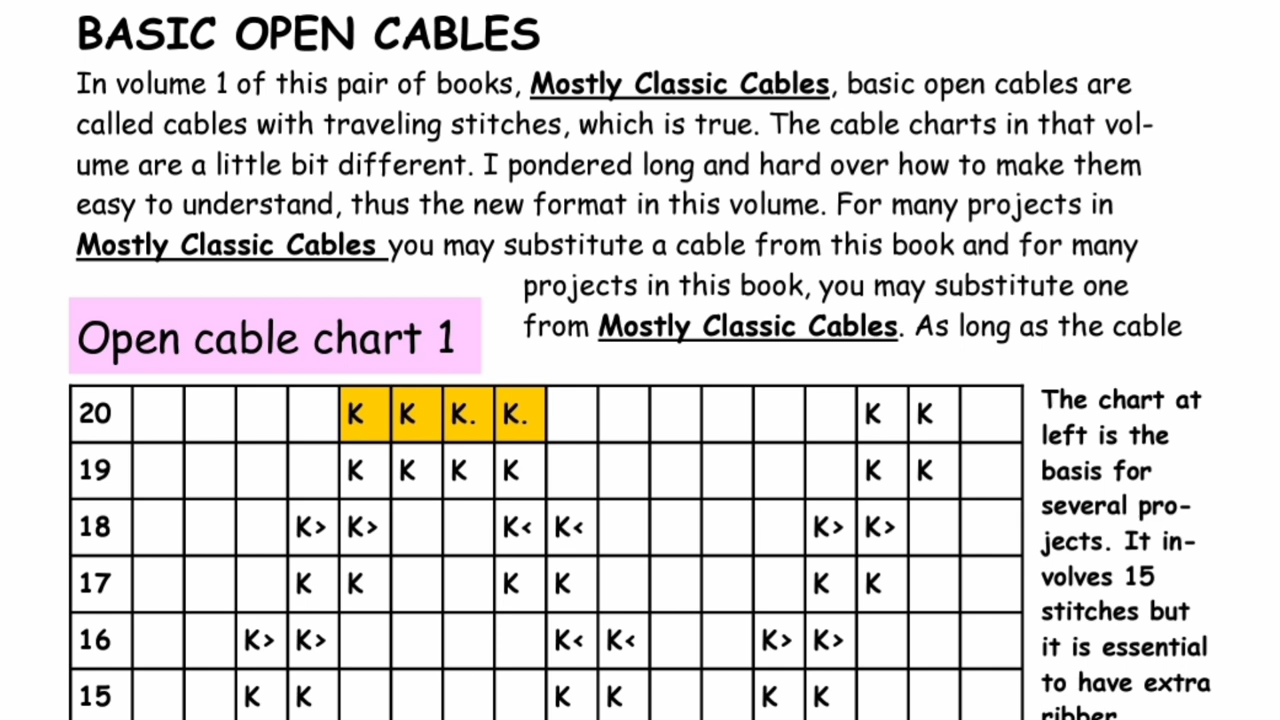 BASIC OPEN CABLES
In volume 1 of this pair of books, Mostly Classic Cables, basic open cables are
called cables with traveling stitches, which is true. The cable charts in that vol-
ume are a little bit different. I pondered long and hard over how to make them
easy to understand, thus the new format in this volume. For many projects in
Mostly Classic Cables you may substitute a cable from this book and for many
projects in this book, you may substitute one
from Mostly Classic Cables. As long as the cable
Open cable chart 1
20 K K K. K. K K
19 K K K K K K
18 K> K> K< K< K> K>
17 K K K K K K
16 K> K> K< K< K> K>
15 K K K K K K
The chart at
left is the
basis for
several pro-
jects. It in-
volves 15
stitches but
it is essential
to have extra
ribber